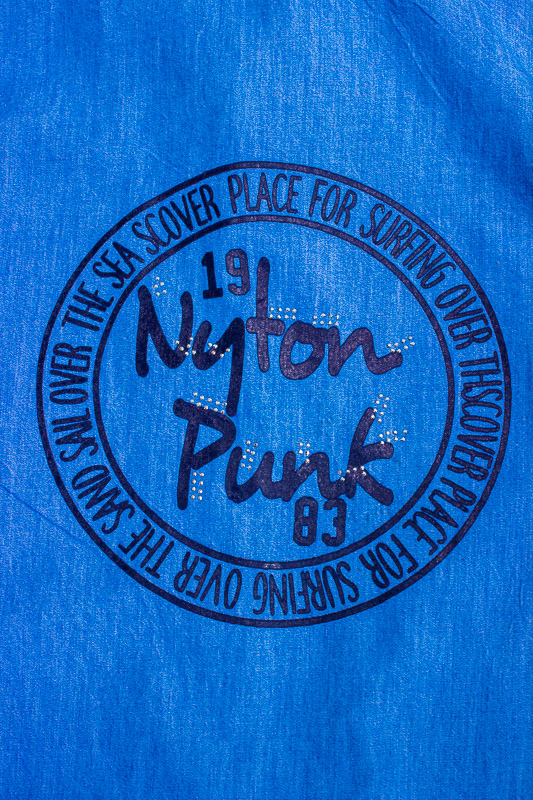 SCOVER PLACE FOR SURFING OVER THSCOVER PLACE FOR SURFING OVER THE SAND SAIL OVER THE SEA
19
Nyton
Punk
83